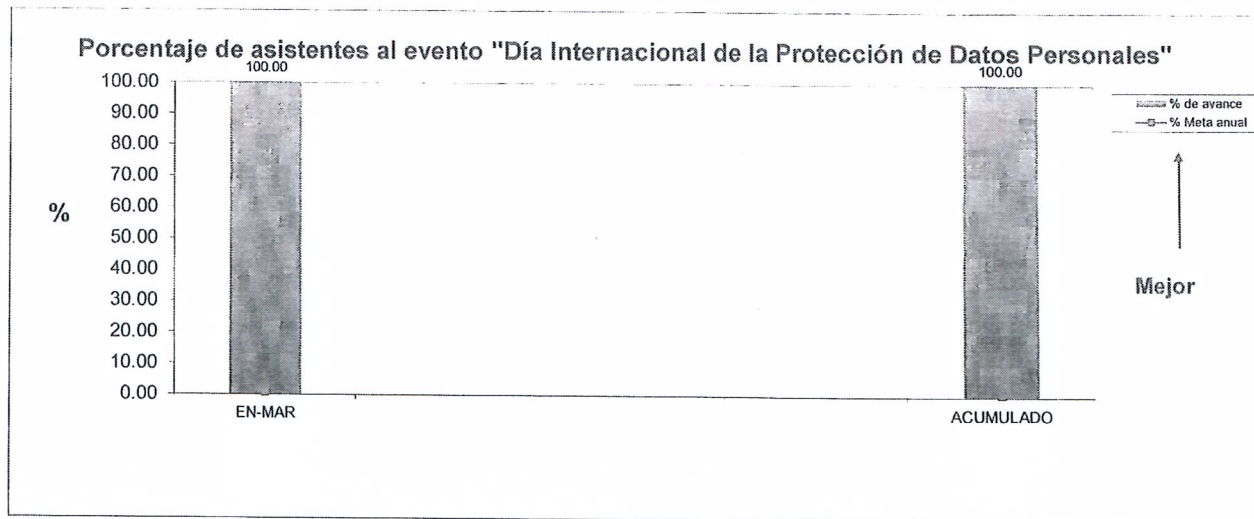 Porcentaje de asistentes al evento "Día Internacional de la Protección de Datos Personales"
100.00
100.00
100.00
90.00
80.00
70.00
60.00
50.00
40.00
30.00
20.00
10.00
0.00
%
EN-MAR
ACUMULADO
% de avance
% Meta anual
Mejor